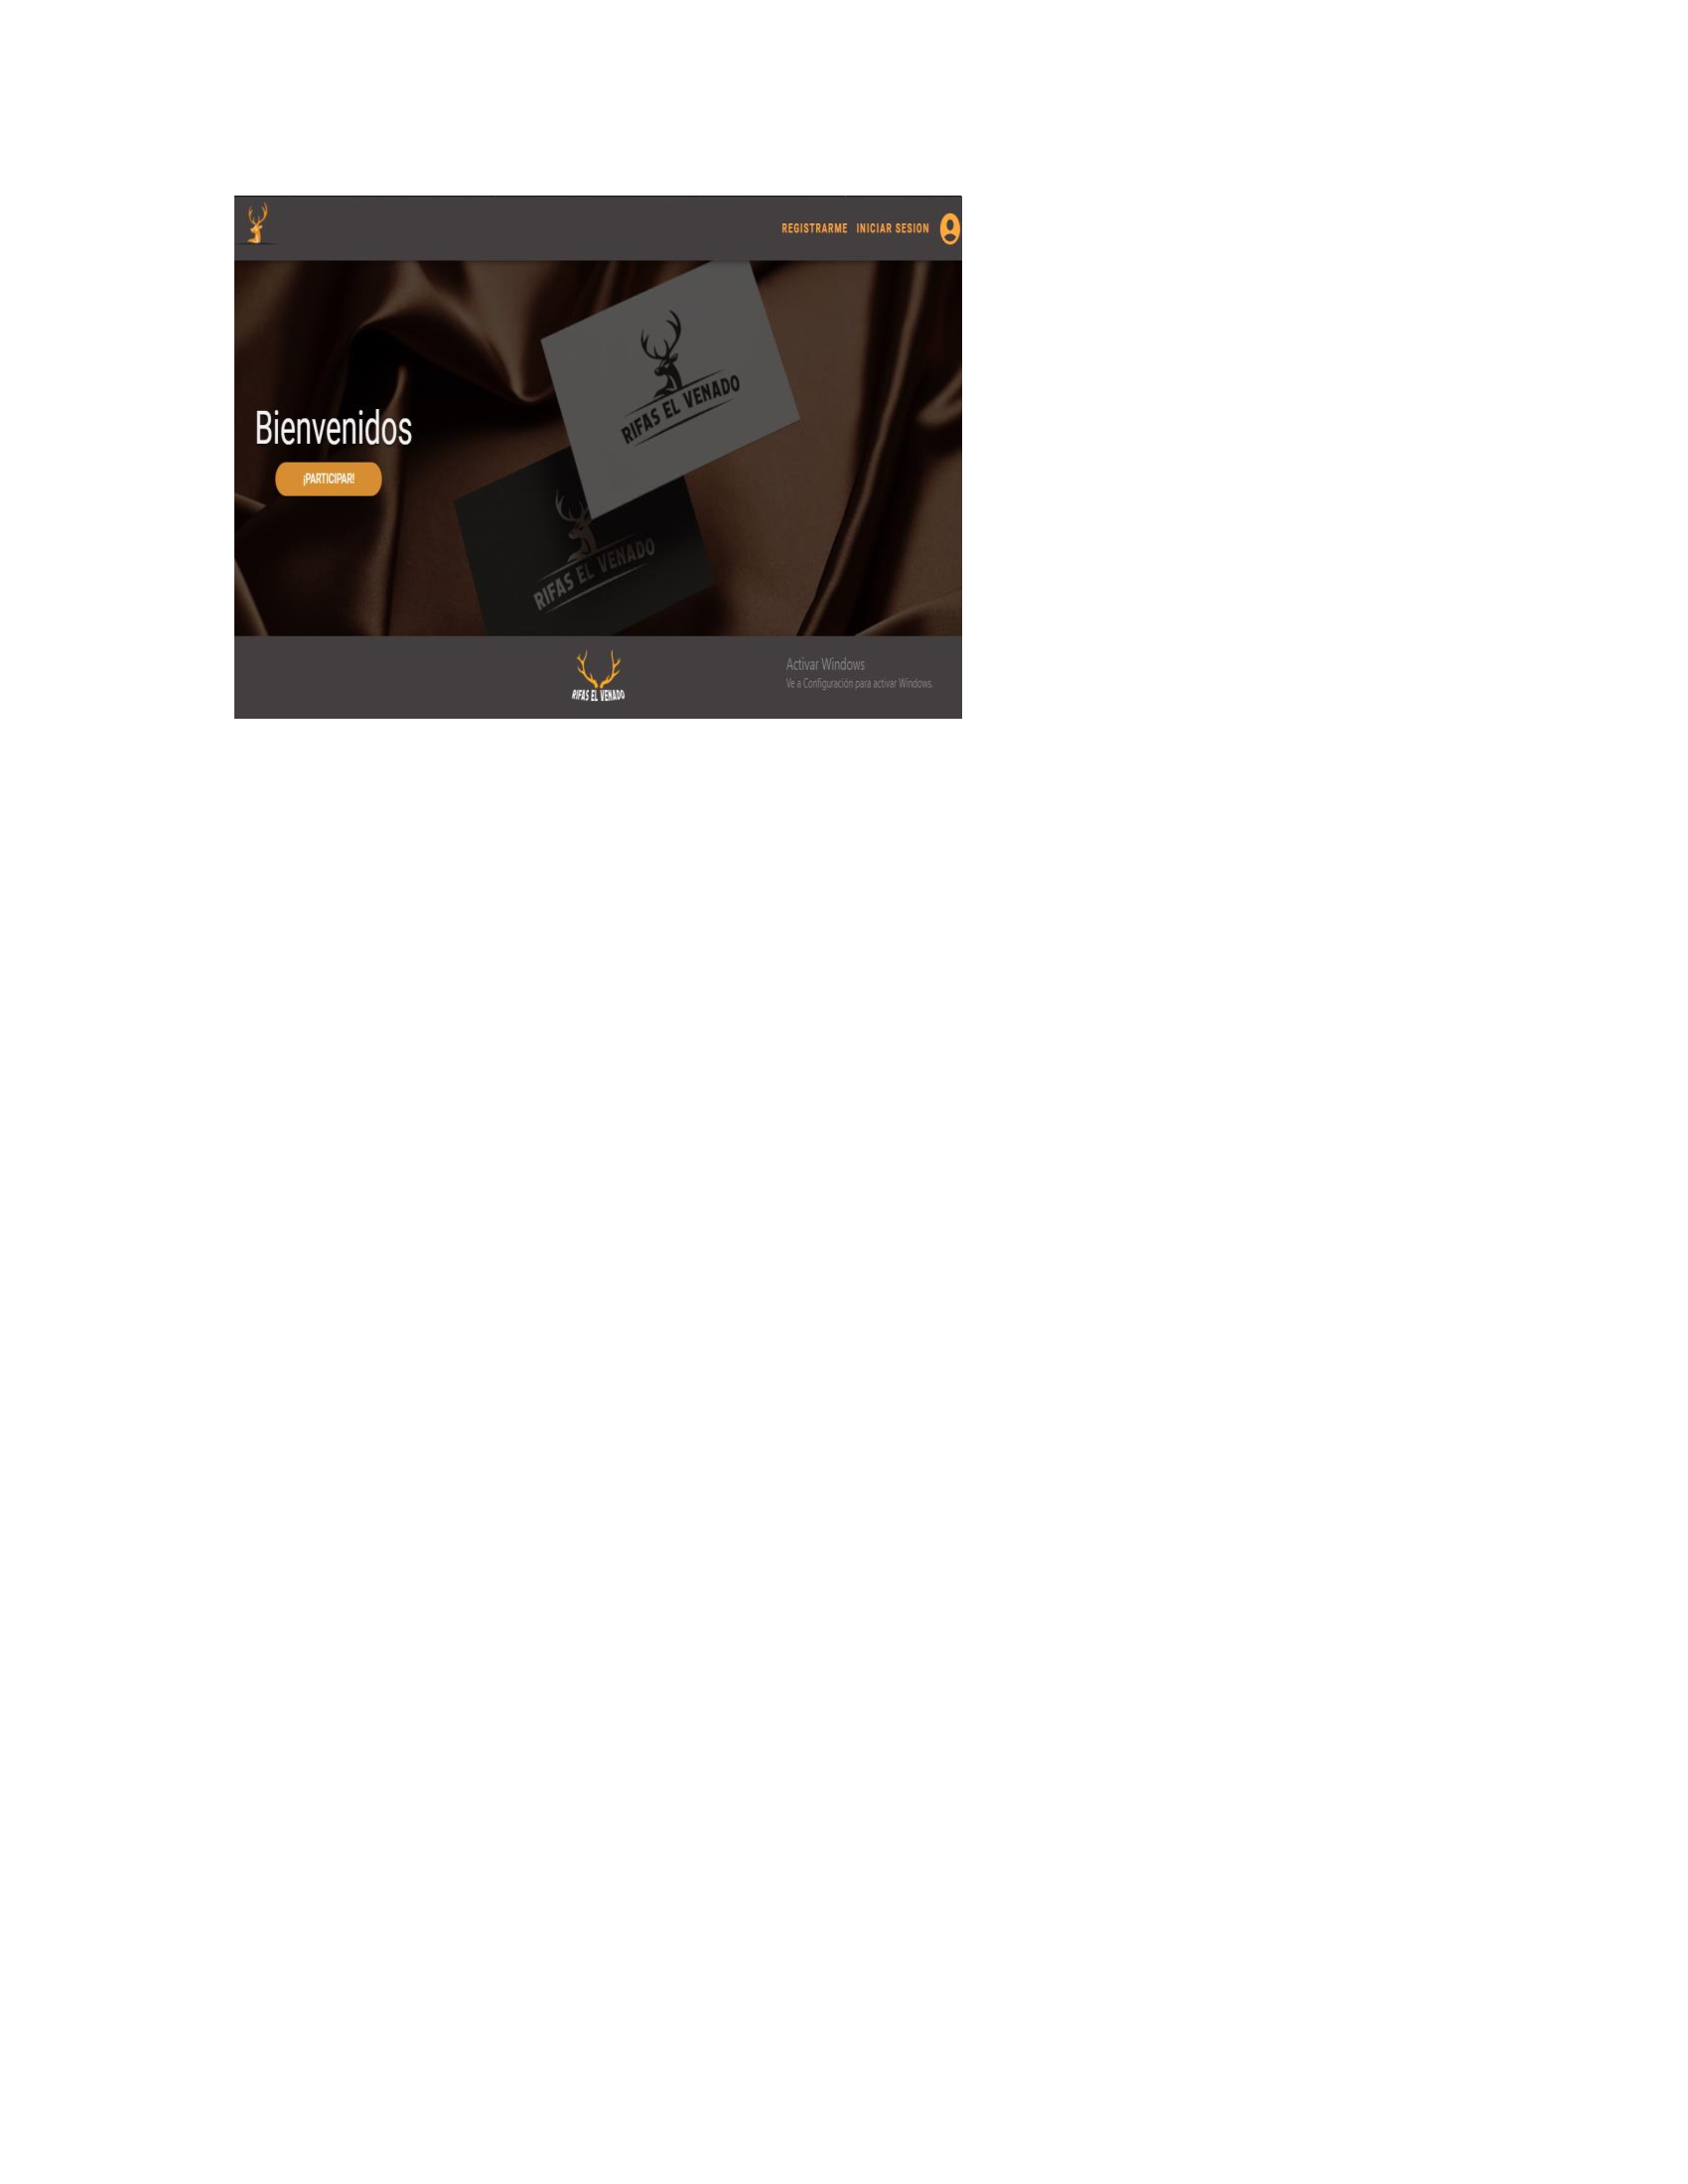 REGISTRARME INICIAR SESION
RIFAS EL VENADO
Bienvenidos
¡PARTICIPAR!
RIFAS EL VENADO
RIFAS EL VENADO
Activar Windows
Ve a Configuración para activar Windows.